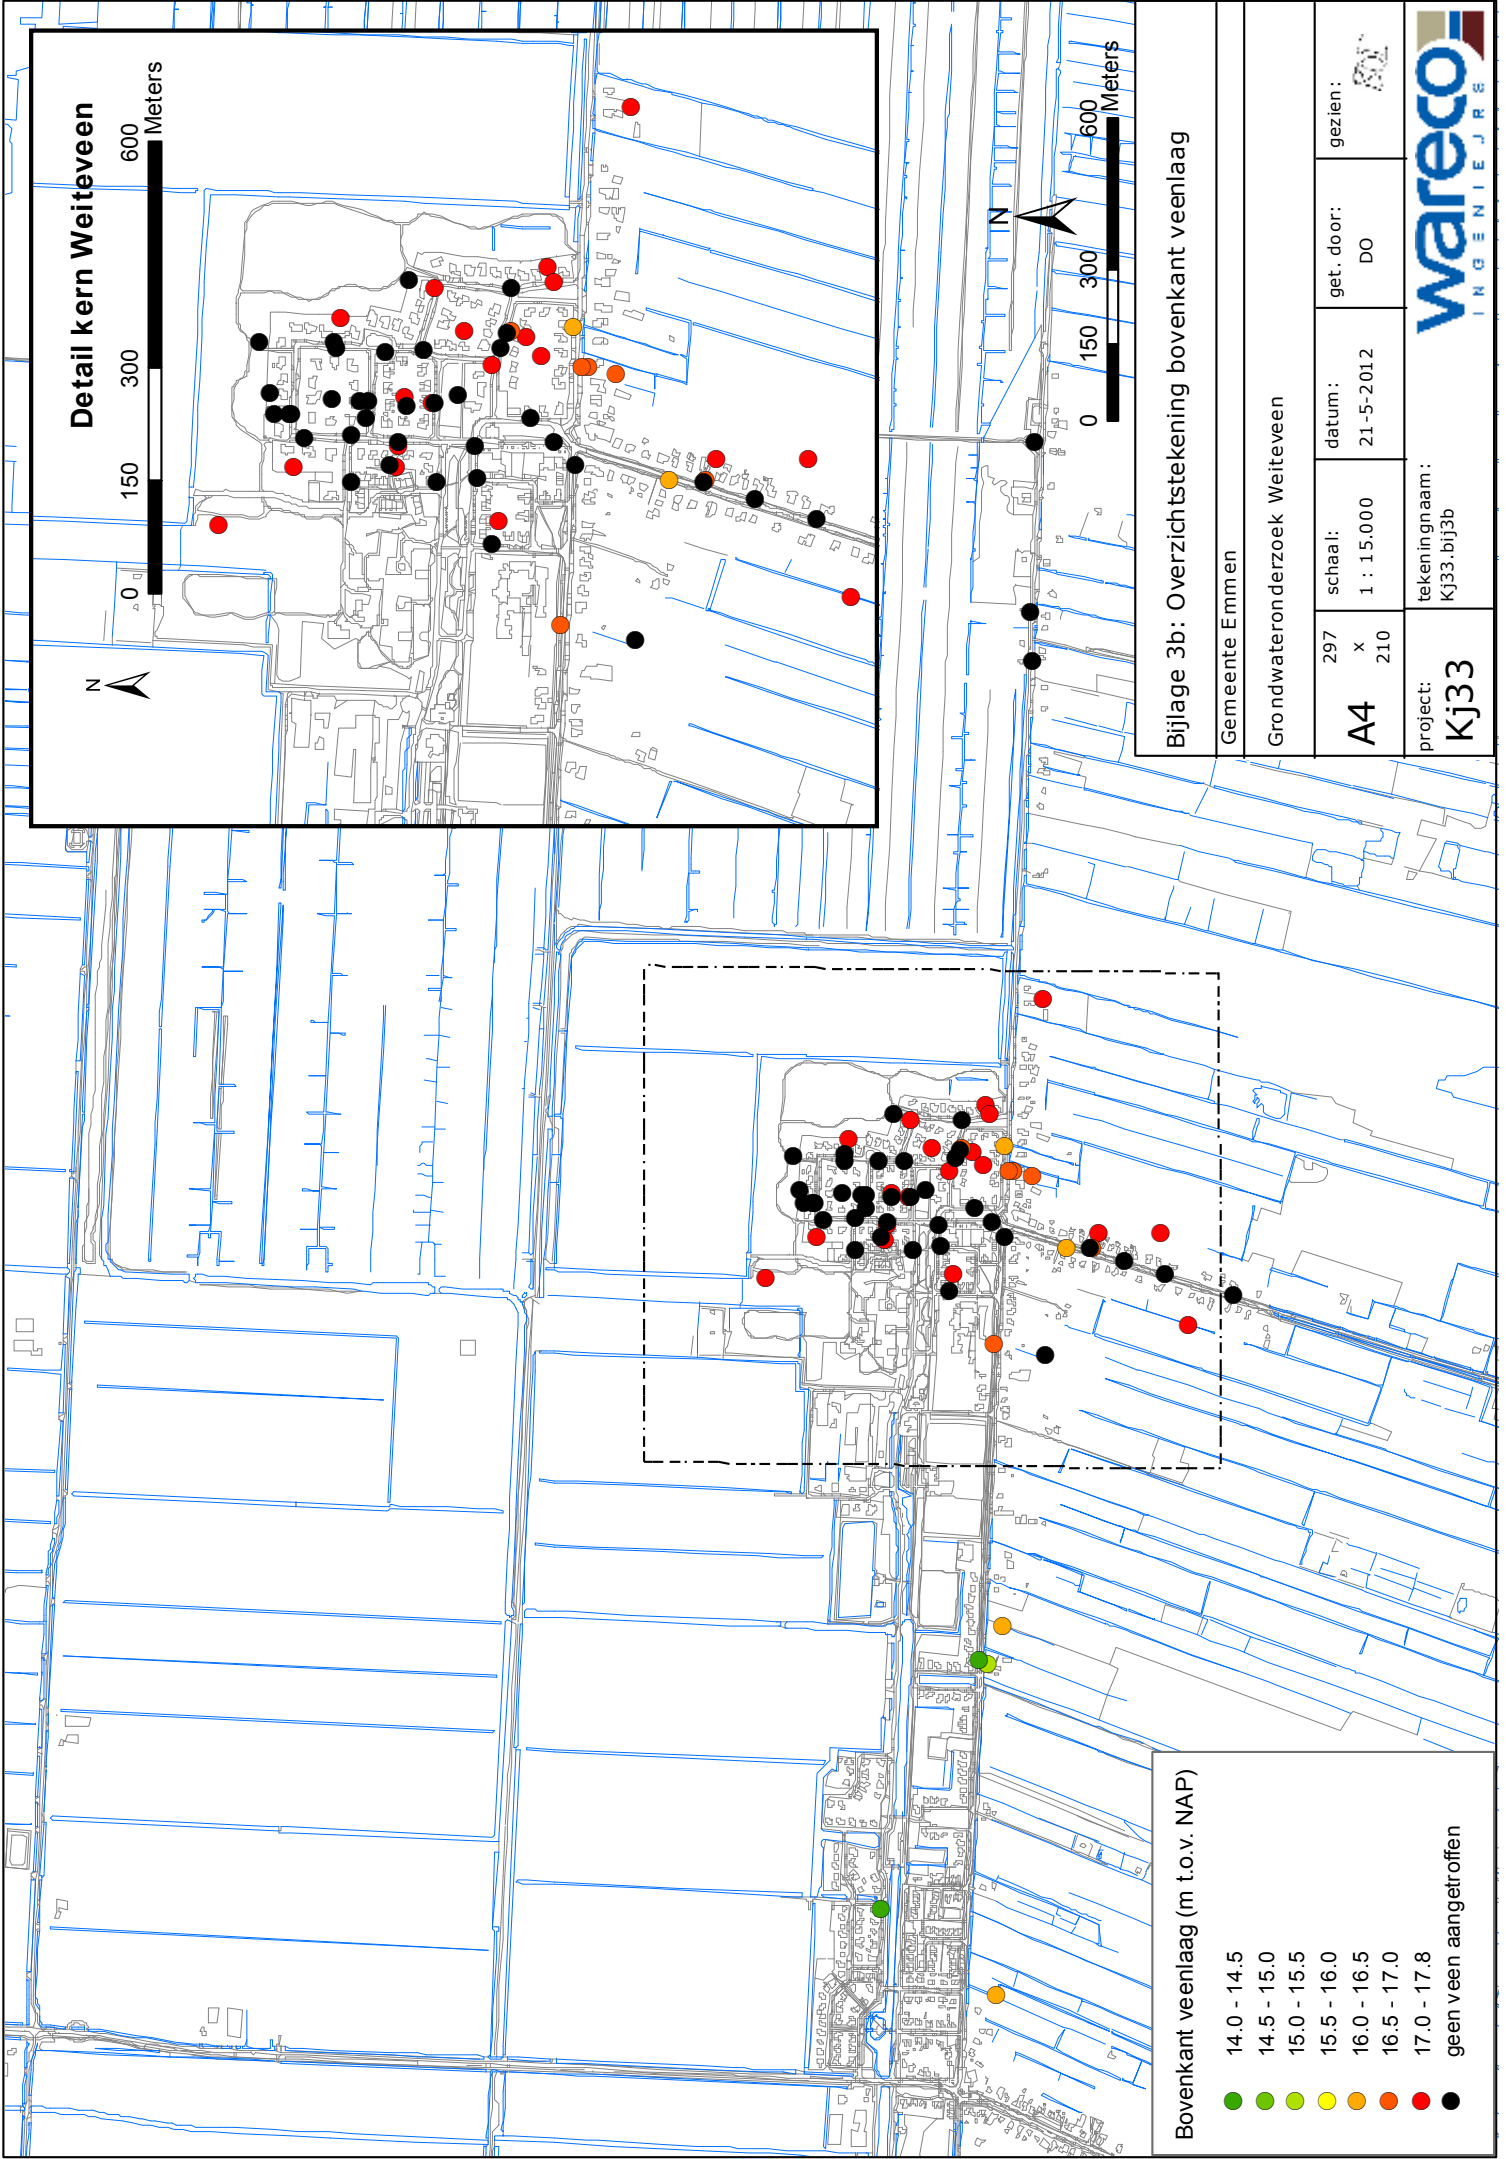 Detail kern Weiteveen
0 150 300 600
Meters
N
N
0 150 300 600
Meters
Bovenkant veenlaag (m t.o.v. NAP)
14.0 - 14.5
14.5 - 15.0
15.0 - 15.5
15.5 - 16.0
16.0 - 16.5
16.5 - 17.0
17.0 - 17.8
geen veen aangetroffen
Bijlage 3b: Overzichtstekening bovenkant veenlaag
Gemeente Emmen
Grondwateronderzoek Weiteveen
A4
297
x
210
schaal:
1 : 15.000
datum:
21-5-2012
get. door:
DO
gezien:
project:
Kj33
tekeningnaam:
Kj33.bij3b
wareco
INGENIEURS